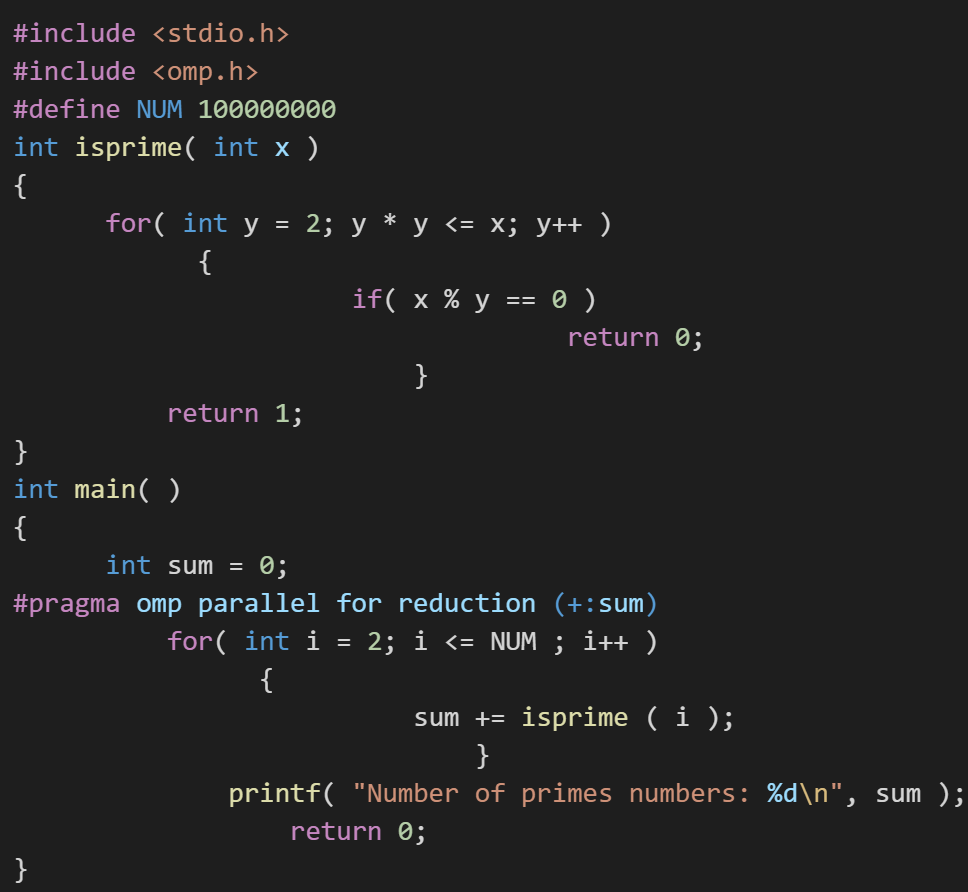 #include <stdio.h>
#include <omp.h>
#define NUM 100000000
int isprime( int x )
{
for( int y = 2; y * y <= x; y++ )
{
if( x % y == 0 )
return 0;
}
return 1;
}
int main( )
{
int sum = 0;
#pragma omp parallel for reduction (+:sum)
for( int i = 2; i <= NUM ; i++ )
{
sum += isprime ( i );
}
printf( "Number of primes numbers: %d\n", sum );
return 0;
}